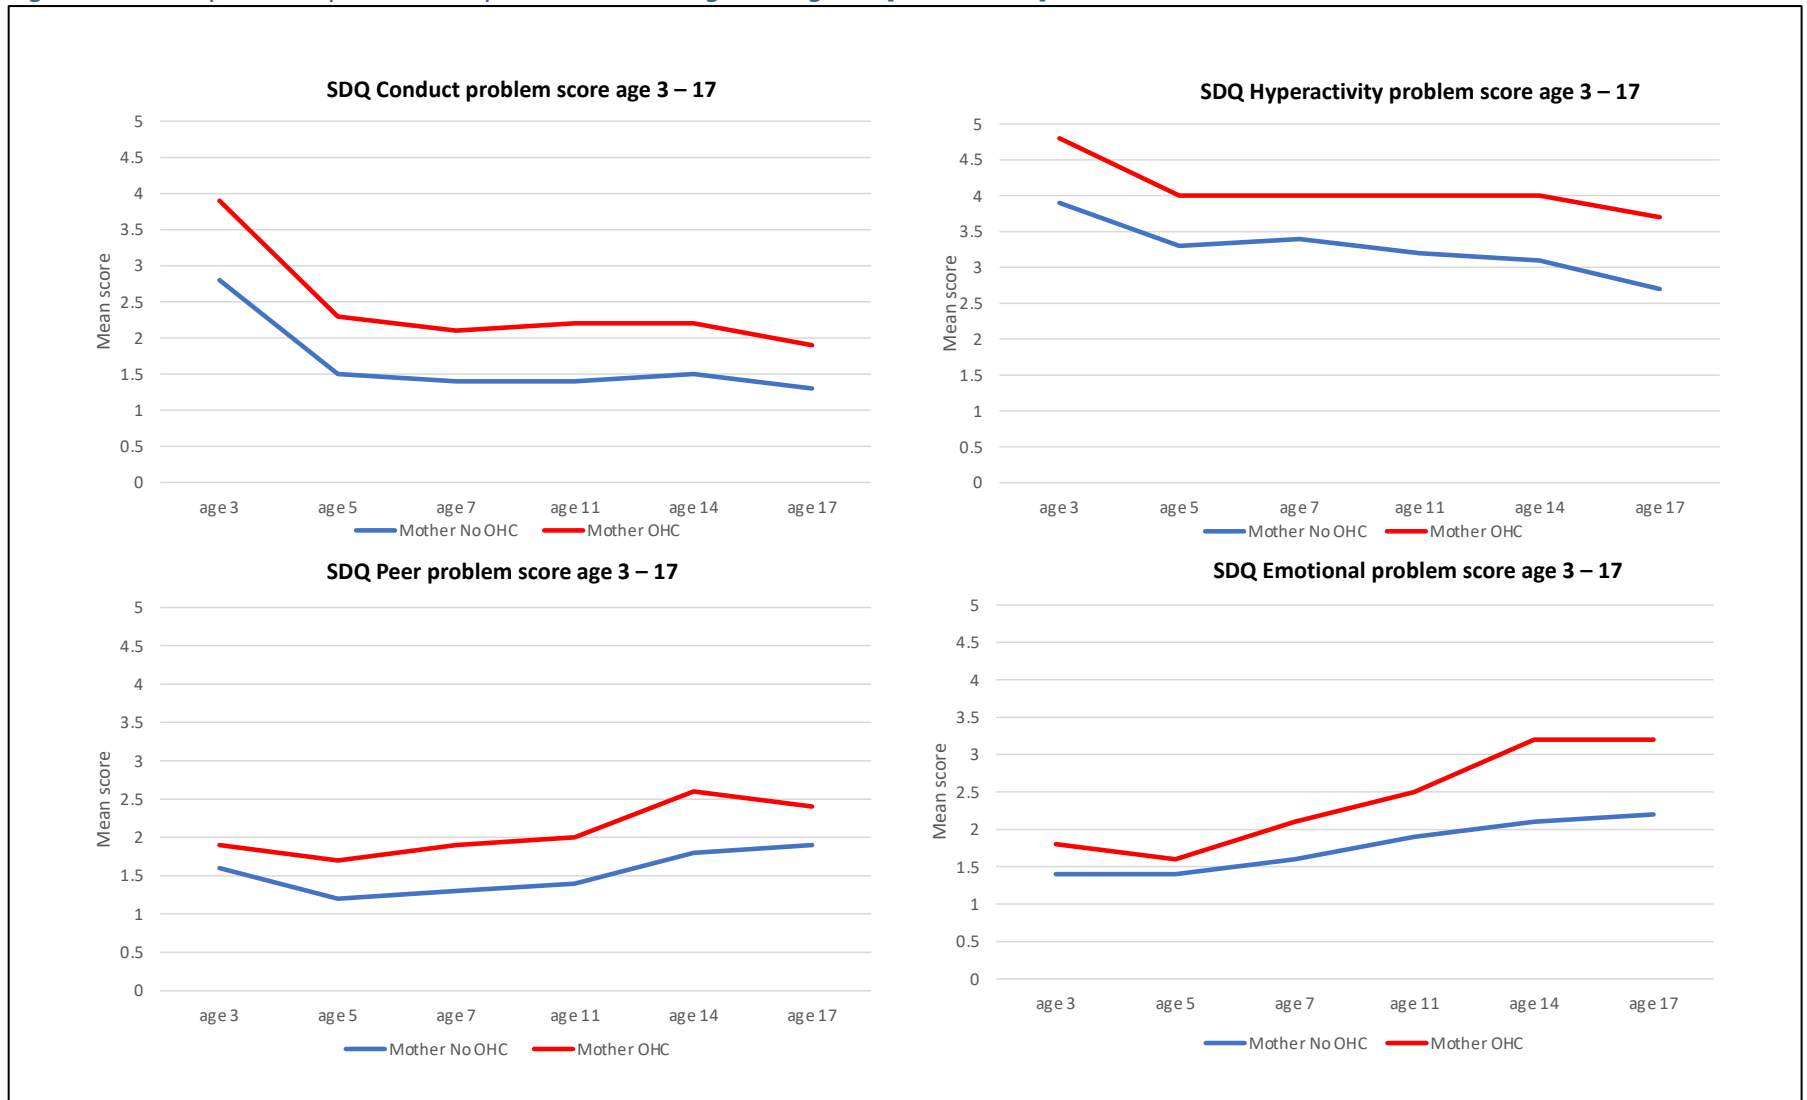 SDQ Conduct problem score age 3 – 17
5
4.5
4
3.5
3
2.5
2
1.5
1
0.5
0
Mean score
age 3 age 5 age 7 age 11 age 14 age 17
Mother No OHC Mother OHC
SDQ Hyperactivity problem score age 3 – 17
5
4.5
4
3.5
3
2.5
2
1.5
1
0.5
0
Mean score
age 3 age 5 age 7 age 11 age 14 age 17
Mother No OHC Mother OHC
SDQ Peer problem score age 3 – 17
5
4.5
4
3.5
3
2.5
2
1.5
1
0.5
0
Mean score
age 3 age 5 age 7 age 11 age 14 age 17
Mother No OHC Mother OHC
SDQ Emotional problem score age 3 – 17
5
4.5
4
3.5
3
2.5
2
1.5
1
0.5
0
Mean score
age 3 age 5 age 7 age 11 age 14 age 17
Mother No OHC Mother OHC